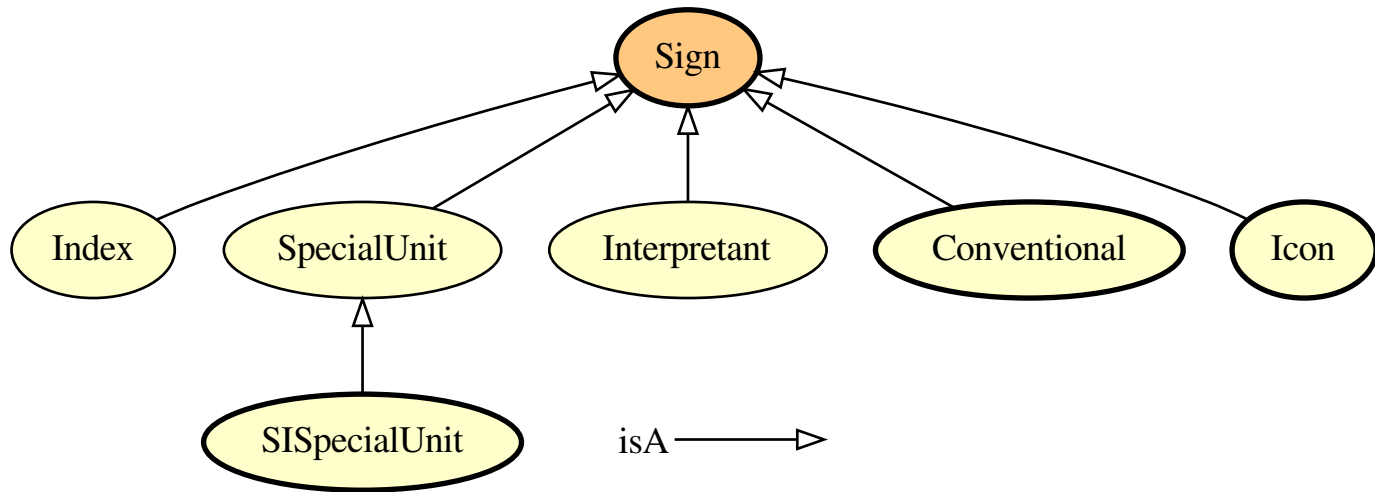 Sign
Index
SpecialUnit
Interpretant
Conventional
Icon
SISpecialUnit
isA